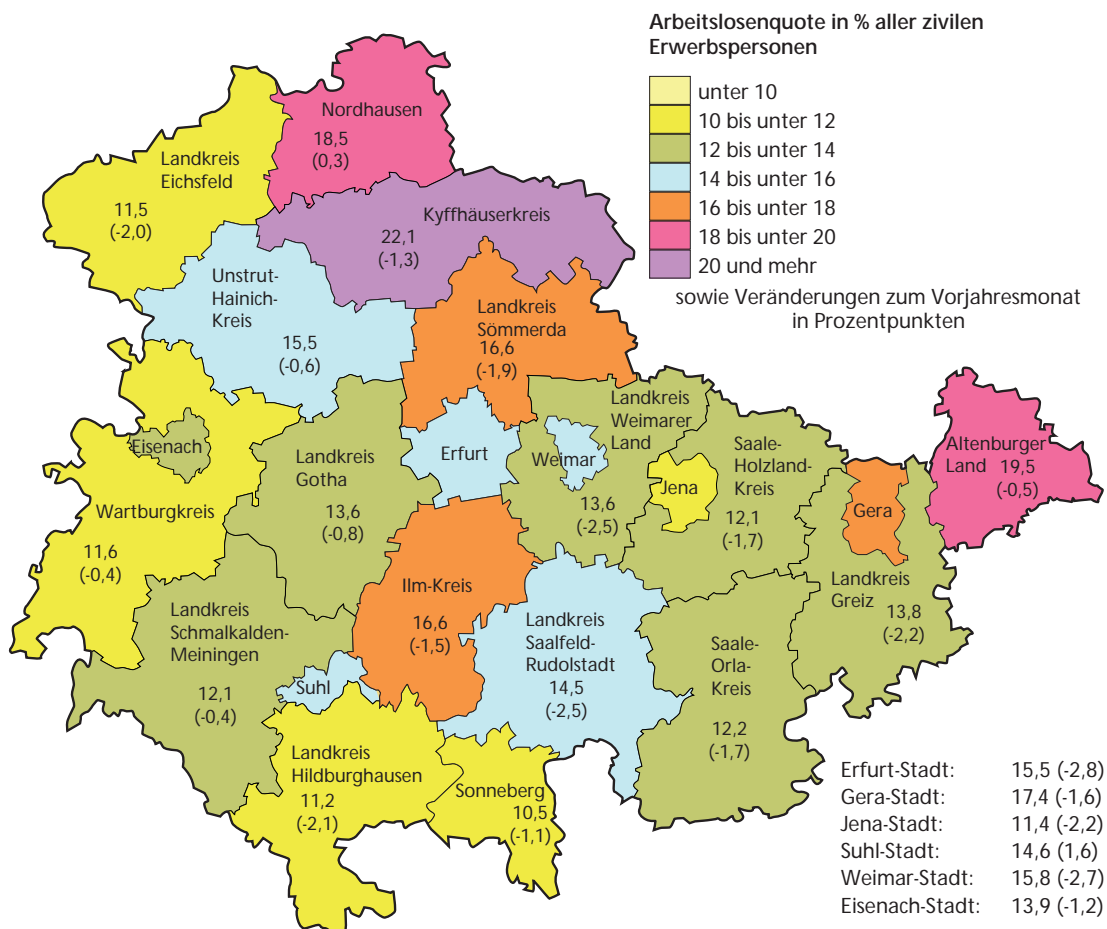 Arbeitslosenquote in % aller zivilen
Erwerbspersonen
unter 10
10 bis unter 12
12 bis unter 14
14 bis unter 16
16 bis unter 18
18 bis unter 20
20 und mehr
sowie Veränderungen zum Vorjahresmonat
in Prozentpunkten
Nordhausen
18,5
(0,3)
Landkreis
Eichsfeld
11,5
(-2,0)
Kyffhäuserkreis
22,1
(-1,3)
Unstrut-
Hainich-
Kreis
15,5
(-0,6)
Landkreis
Sömmerda
16,6
(-1,9)
Eisenach
Wartburgkreis
11,6
(-0,4)
Landkreis
Gotha
13,6
(-0,8)
Erfurt
Landkreis
Weimarer
Land
Weimar
13,6
(-2,5)
Jena
Saale-
Holzland-
Kreis
12,1
(-1,7)
Gera
Altenburger
Land
19,5
(-0,5)
Landkreis
Greiz
13,8
(-2,2)
Landkreis
Schmalkalden-
Meiningen
12,1
(-0,4)
Ilm-Kreis
16,6
(-1,5)
Landkreis
Saalfeld-
Rudolstadt
14,5
(-2,5)
Saale-
Orla-
Kreis
12,2
(-1,7)
Suhl
Landkreis
Hildburghausen
11,2
(-2,1)
Sonneberg
10,5
(-1,1)
Erfurt-Stadt: 15,5 (-2,8)
Gera-Stadt: 17,4 (-1,6)
Jena-Stadt: 11,4 (-2,2)
Suhl-Stadt: 14,6 (1,6)
Weimar-Stadt: 15,8 (-2,7)
Eisenach-Stadt: 13,9 (-1,2)